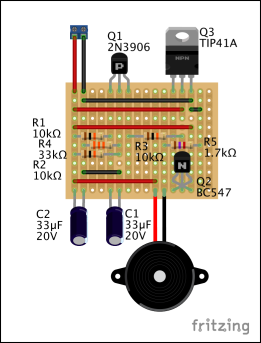 Q1
2N3906
Q3
TIP41A
NPN
P
R1
10kΩ
R4
33kΩ
R2
10kΩ
R3
10kΩ
R5
1.7kΩ
N
Q2
BC547
C2
33µF
20V
C1
33µF
20V
fritzing